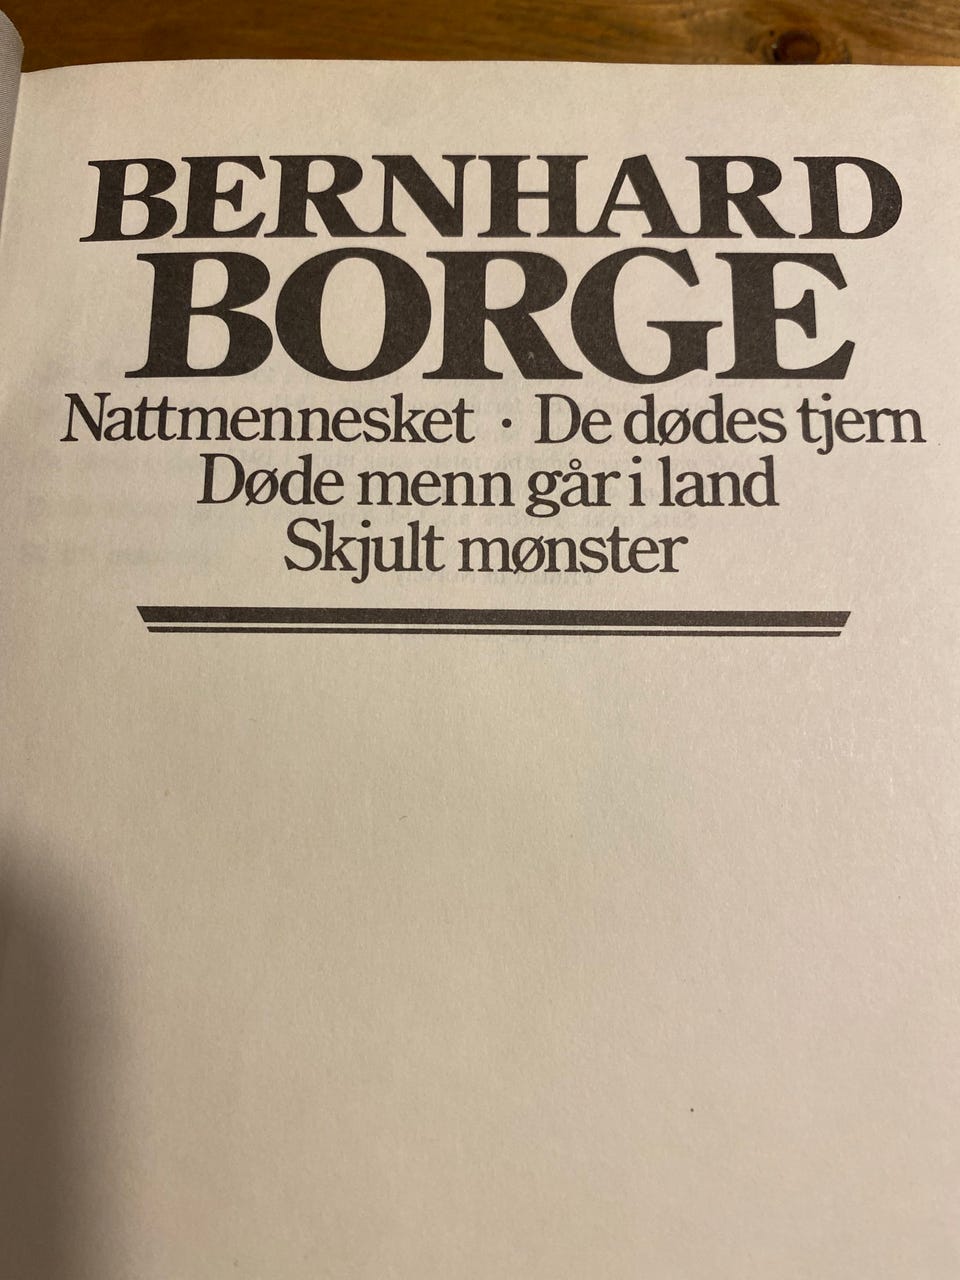 BERNHARD
BORGE
Nattmennesket · De dødes tjern
Døde menn går i land
Skjult mønster